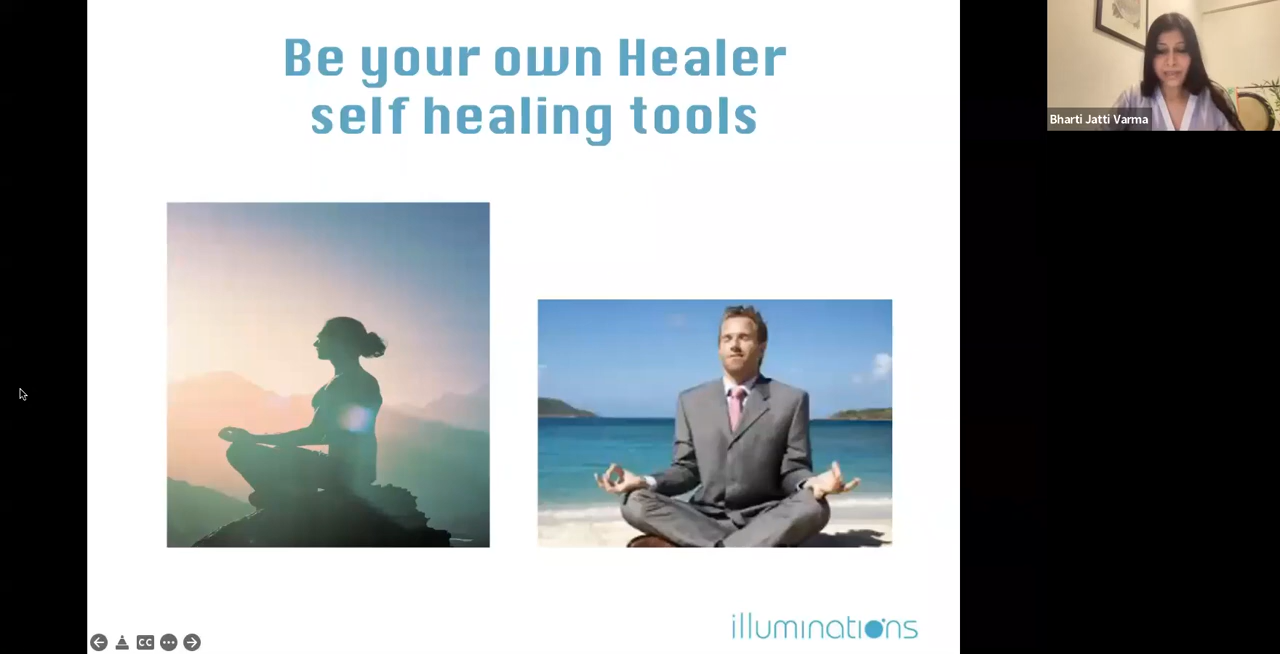 Be your own Healer
self healing tools
Bharti Jatti Varma
CC
illuminations